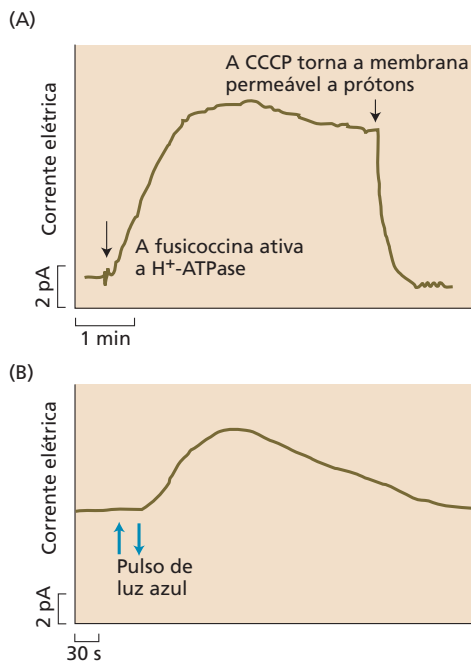 (A)
Corrente elétrica
A CCCP torna a membrana
permeável a prótons
A fusicoccina ativa
a H⁺-ATPase
2 pA
1 min
(B)
Corrente elétrica
Pulso de
luz azul
2 pA
30 s